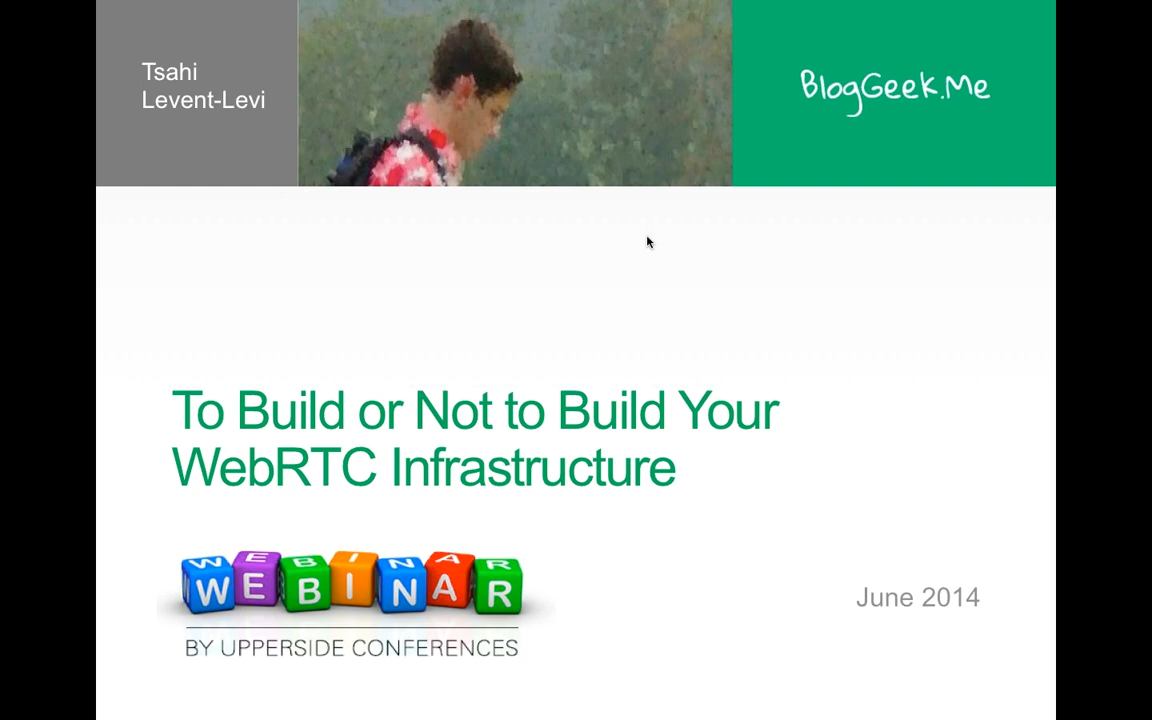 Tsahi
Levent-Levi
BlogGeek.Me
To Build or Not to Build Your
WebRTC Infrastructure
WEBINAR
WEBINAR
BY UPPERSIDE CONFERENCES
June 2014